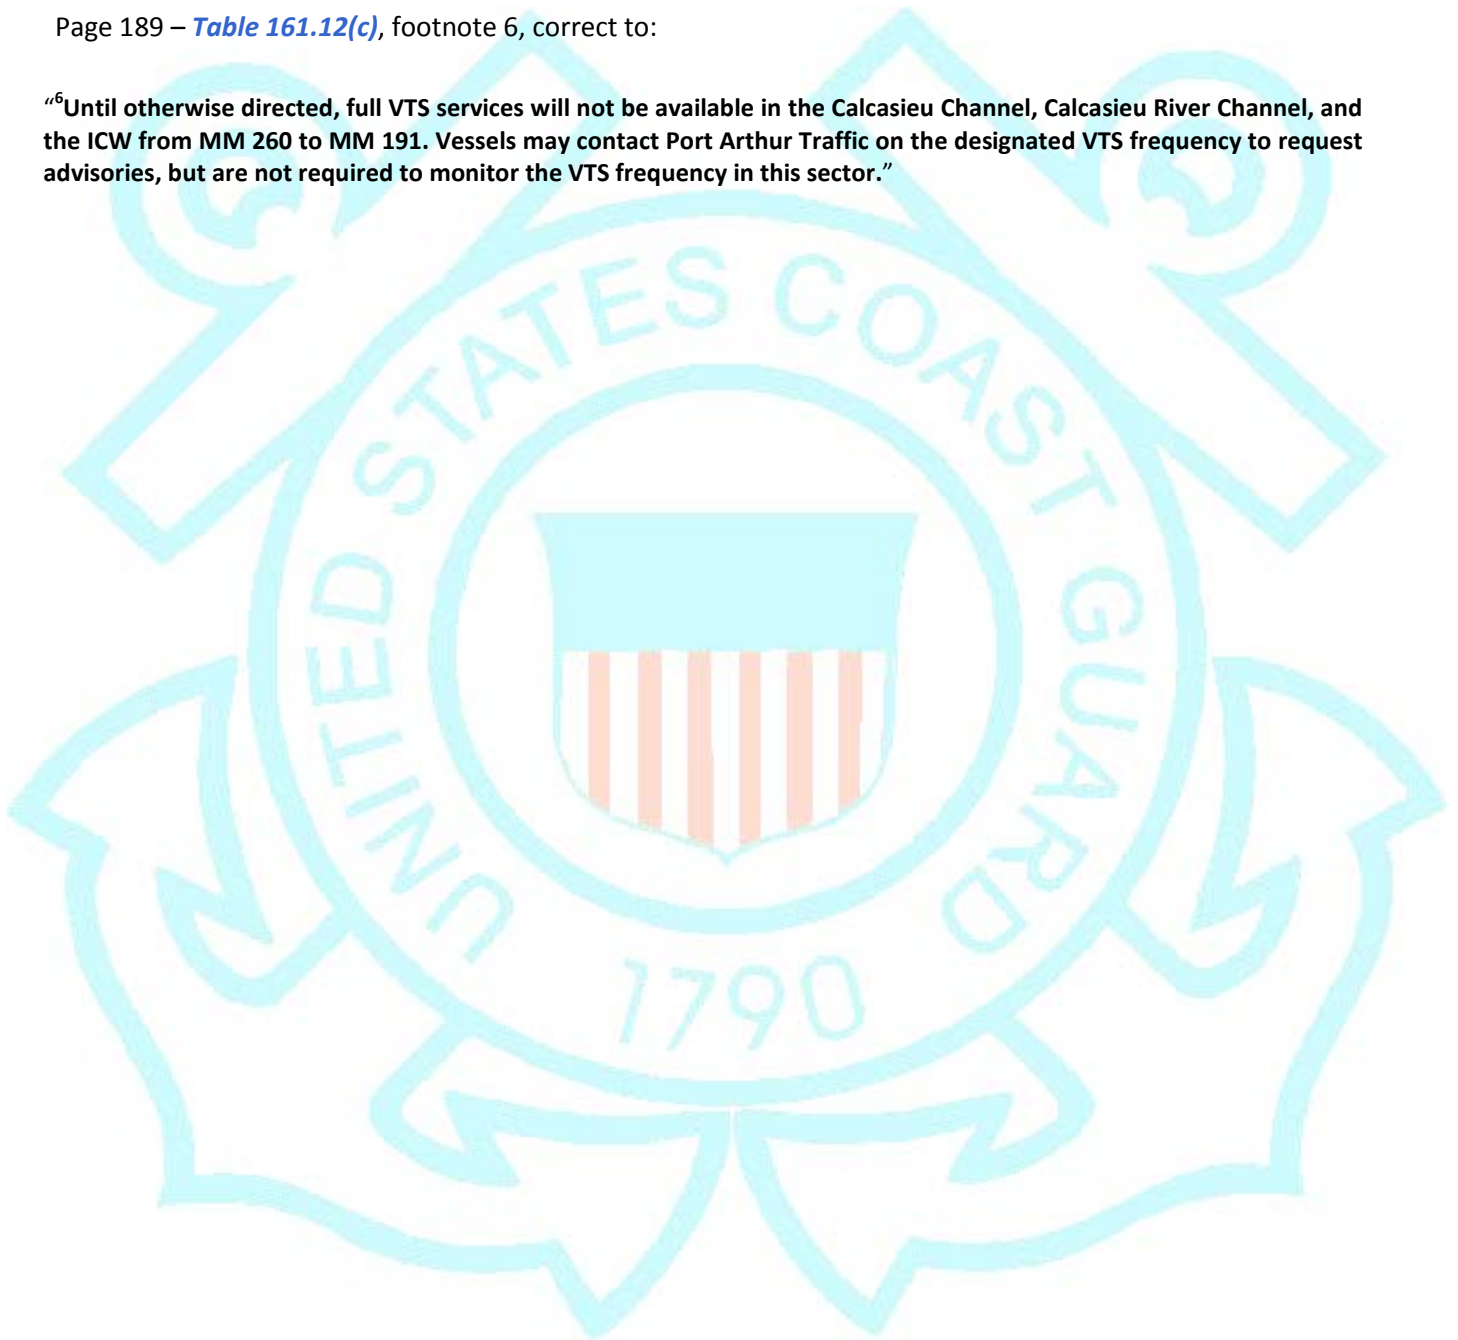 Page 189 – Table 161.12(c), footnote 6, correct to:
“⁶Until otherwise directed, full VTS services will not be available in the Calcasieu Channel, Calcasieu River Channel, and
the ICW from MM 260 to MM 191. Vessels may contact Port Arthur Traffic on the designated VTS frequency to request
advisories, but are not required to monitor the VTS frequency in this sector.”
UNITED STATES COAST GUARD
1790